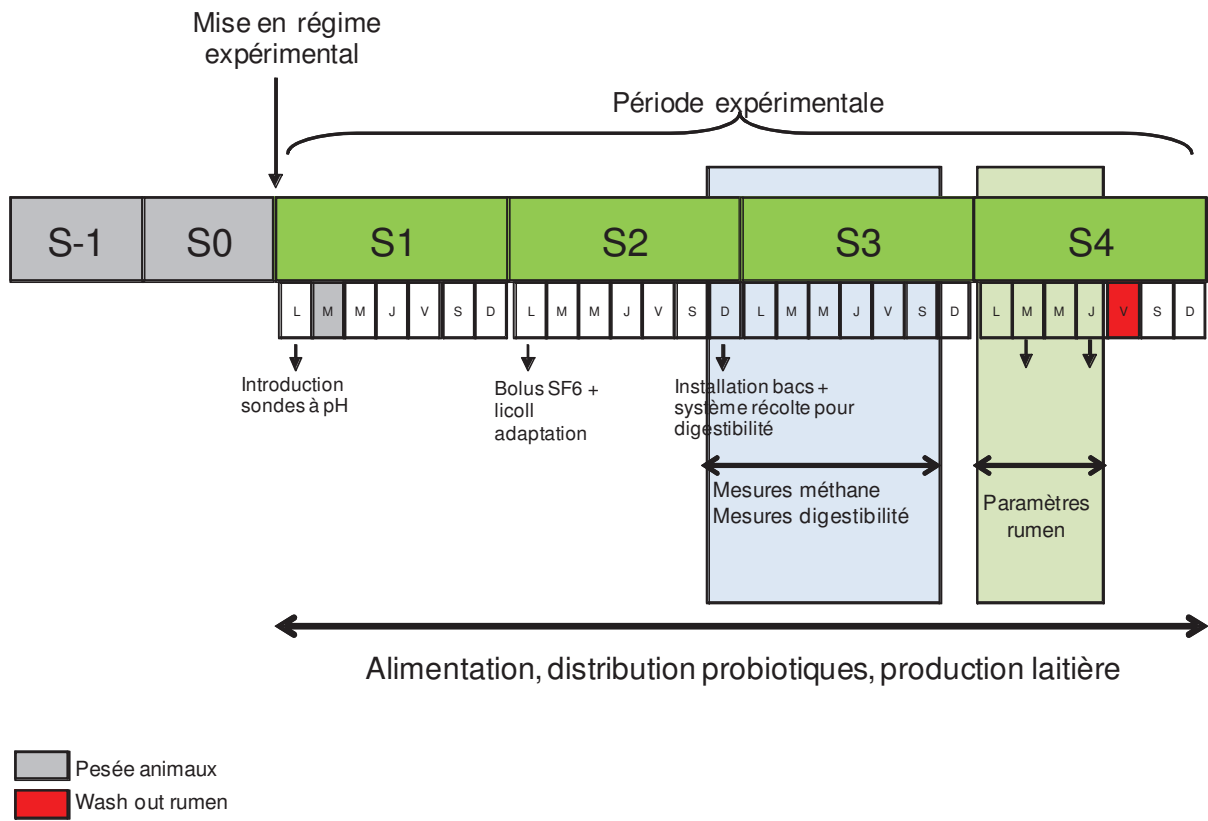 Mise en régime
expérimental
Période expérimentale
S-1 S0 S1 S2 S3 S4
L M M J V S D L M M J V S D L M M J V S D L M M J V S D
Introduction
sondes à pH
Bolus SF6 +
licoll
adaptation
Installation bacs +
système récolte pour
digestibilité
Mesures méthane
Mesures digestibilité
Paramètres
rumen
Alimentation, distribution probiotiques, production laitière
Pesée animaux
Wash out rumen